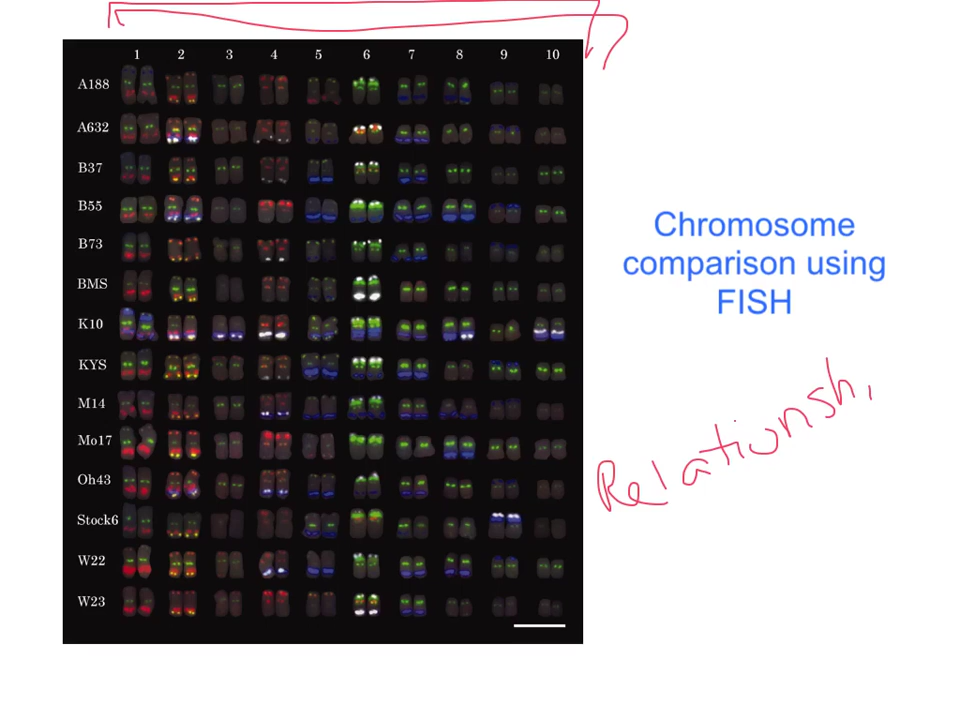 1 2 3 4 5 6 7 8 9 10
A188
A632
B37
B55
B73
BMS
K10
KYS
M14
Mo17
Oh43
Stock6
W22
W23
Chromosome
comparison using
FISH
Relationshi